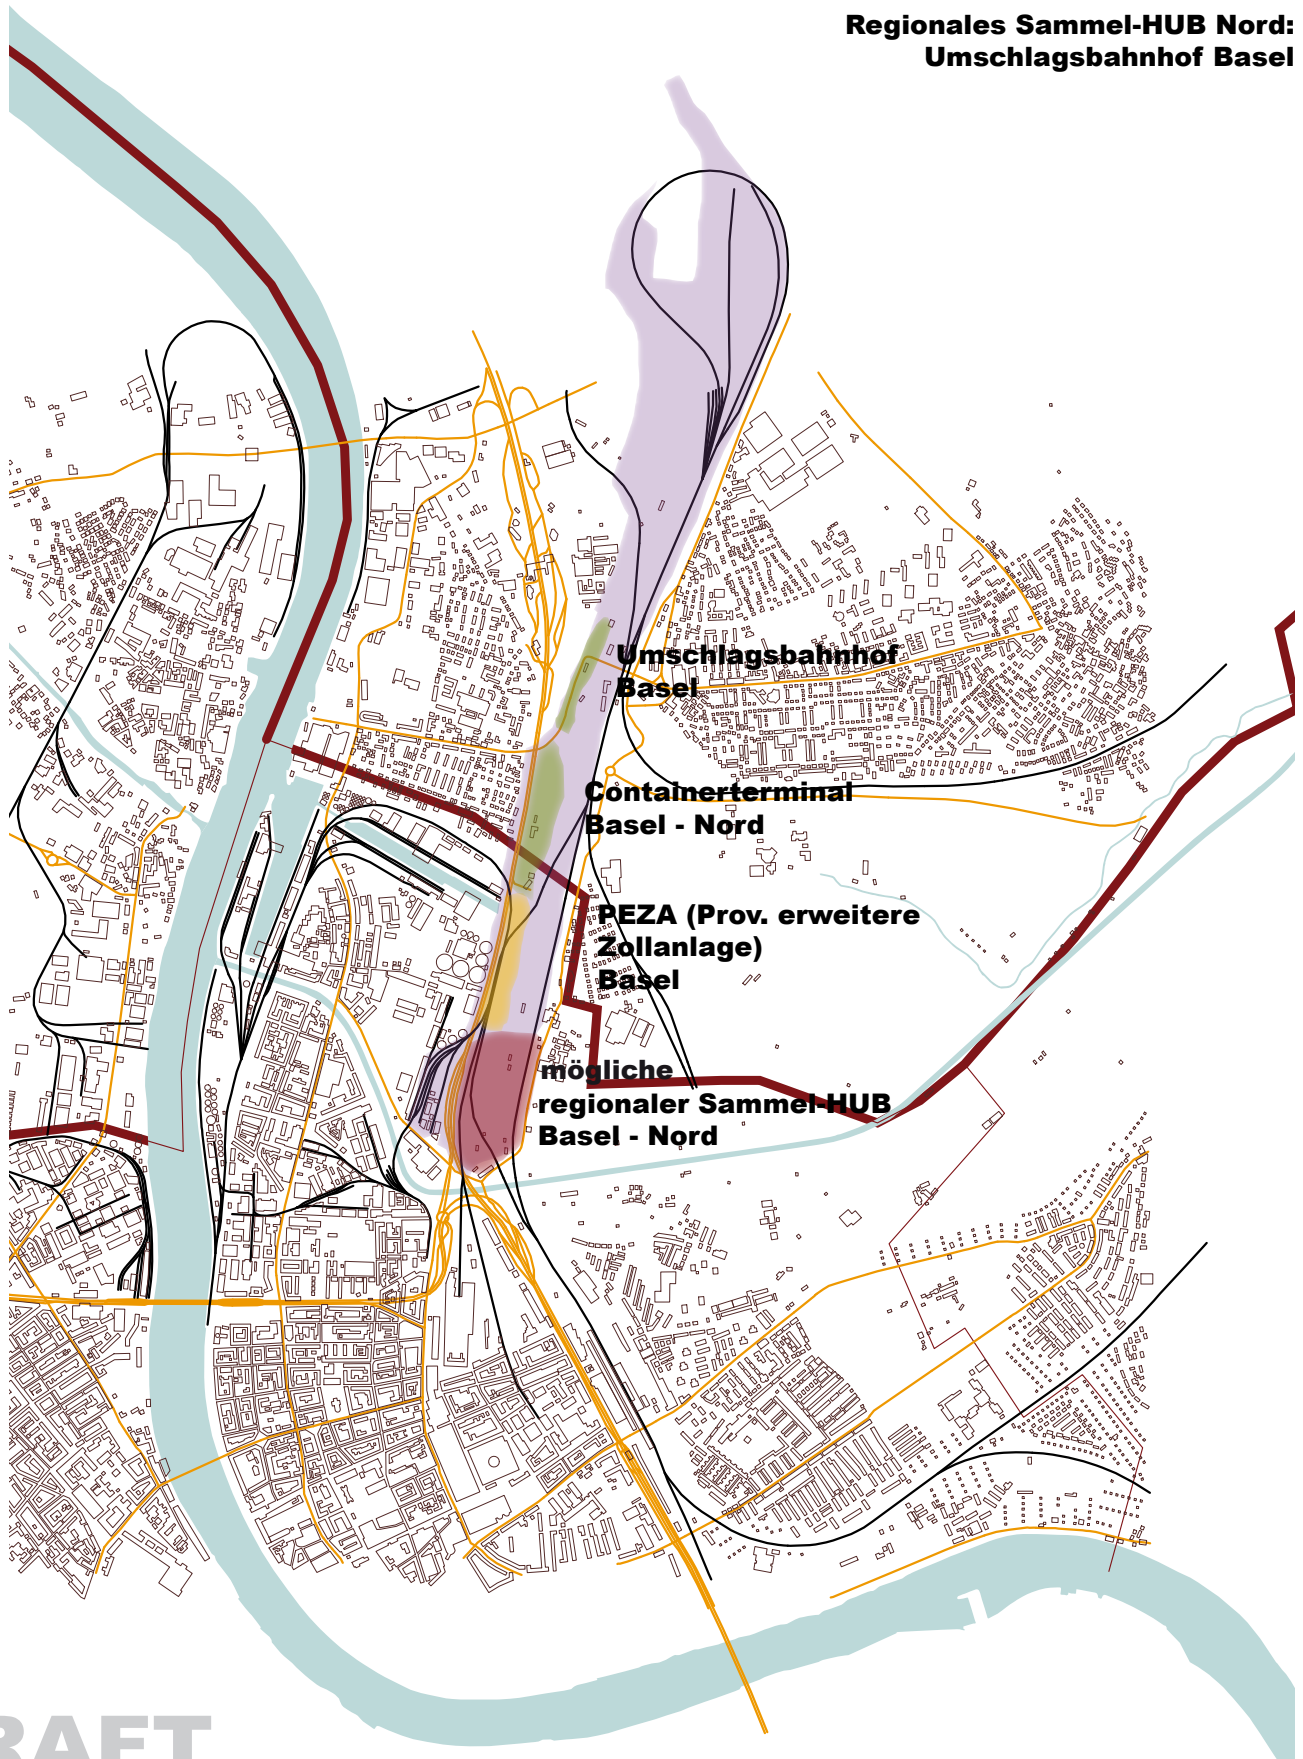 Regionales Sammel-HUB Nord:
Umschlagsbahnhof Basel
Umschlagsbahnhof
Basel
Containerterminal
Basel - Nord
PEZA (Prov. erweitere
Zollanlage)
Basel
mögliche
regionaler Sammel-HUB
Basel - Nord
RAFT